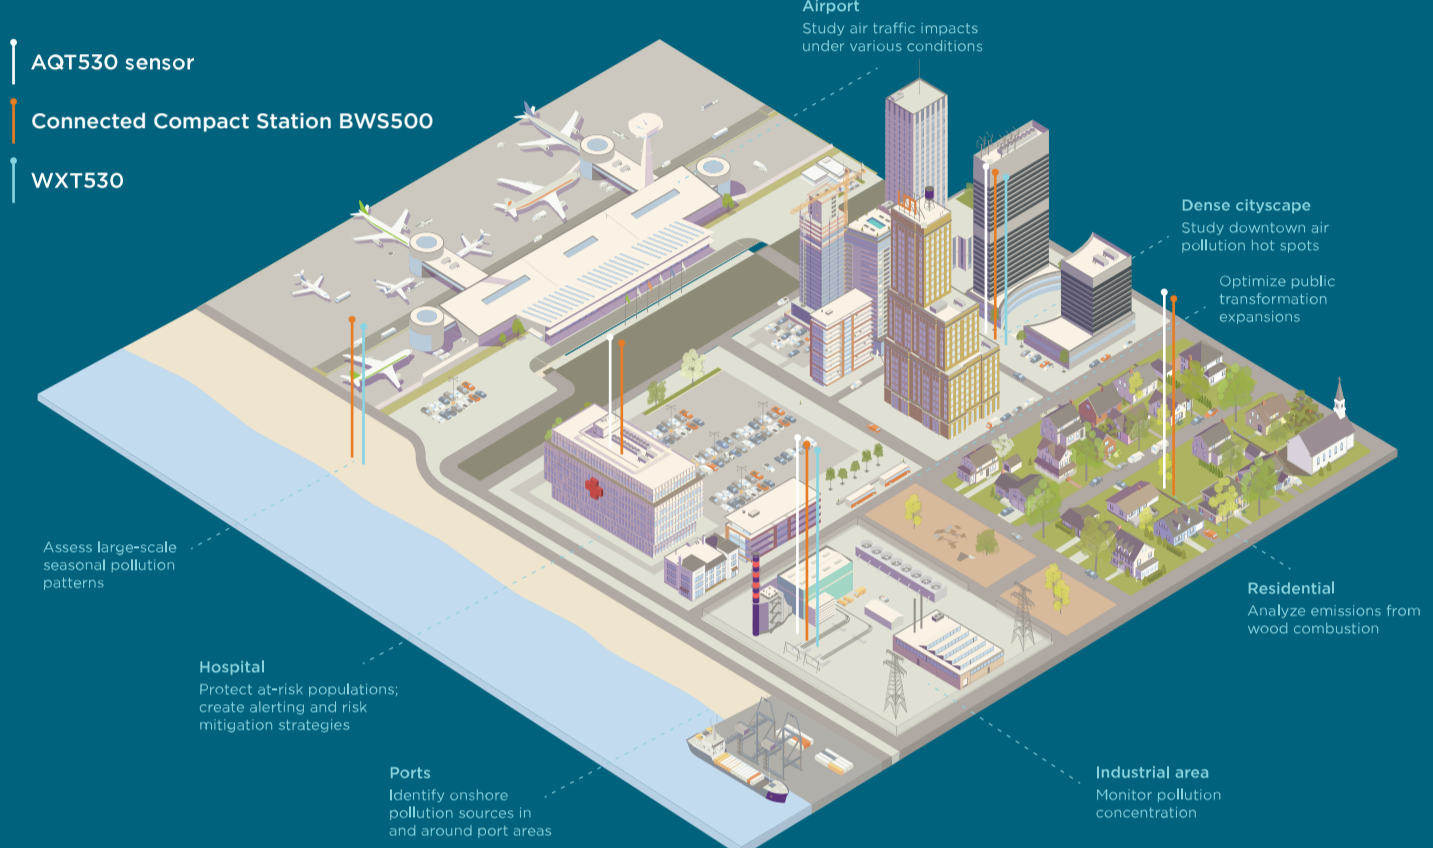 Airport
Study air traffic impacts
under various conditions
AQT530 sensor
Connected Compact Station BWS500
WXT530
Dense cityscape
Study downtown air
pollution hot spots
Optimize public
transformation
expansions
Assess large-scale
seasonal pollution
patterns
Residential
Analyze emissions from
wood combustion
Hospital
Protect at-risk populations;
create alerting and risk
mitigation strategies
Ports
Identify onshore
pollution sources in
and around port areas
Industrial area
Monitor pollution
concentration